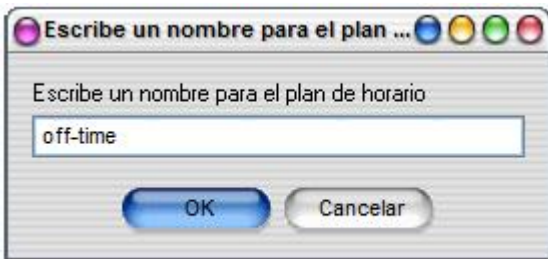 Escribe un nombre para el plan ...
Escribe un nombre para el plan de horario
off-time
OK Cancelar